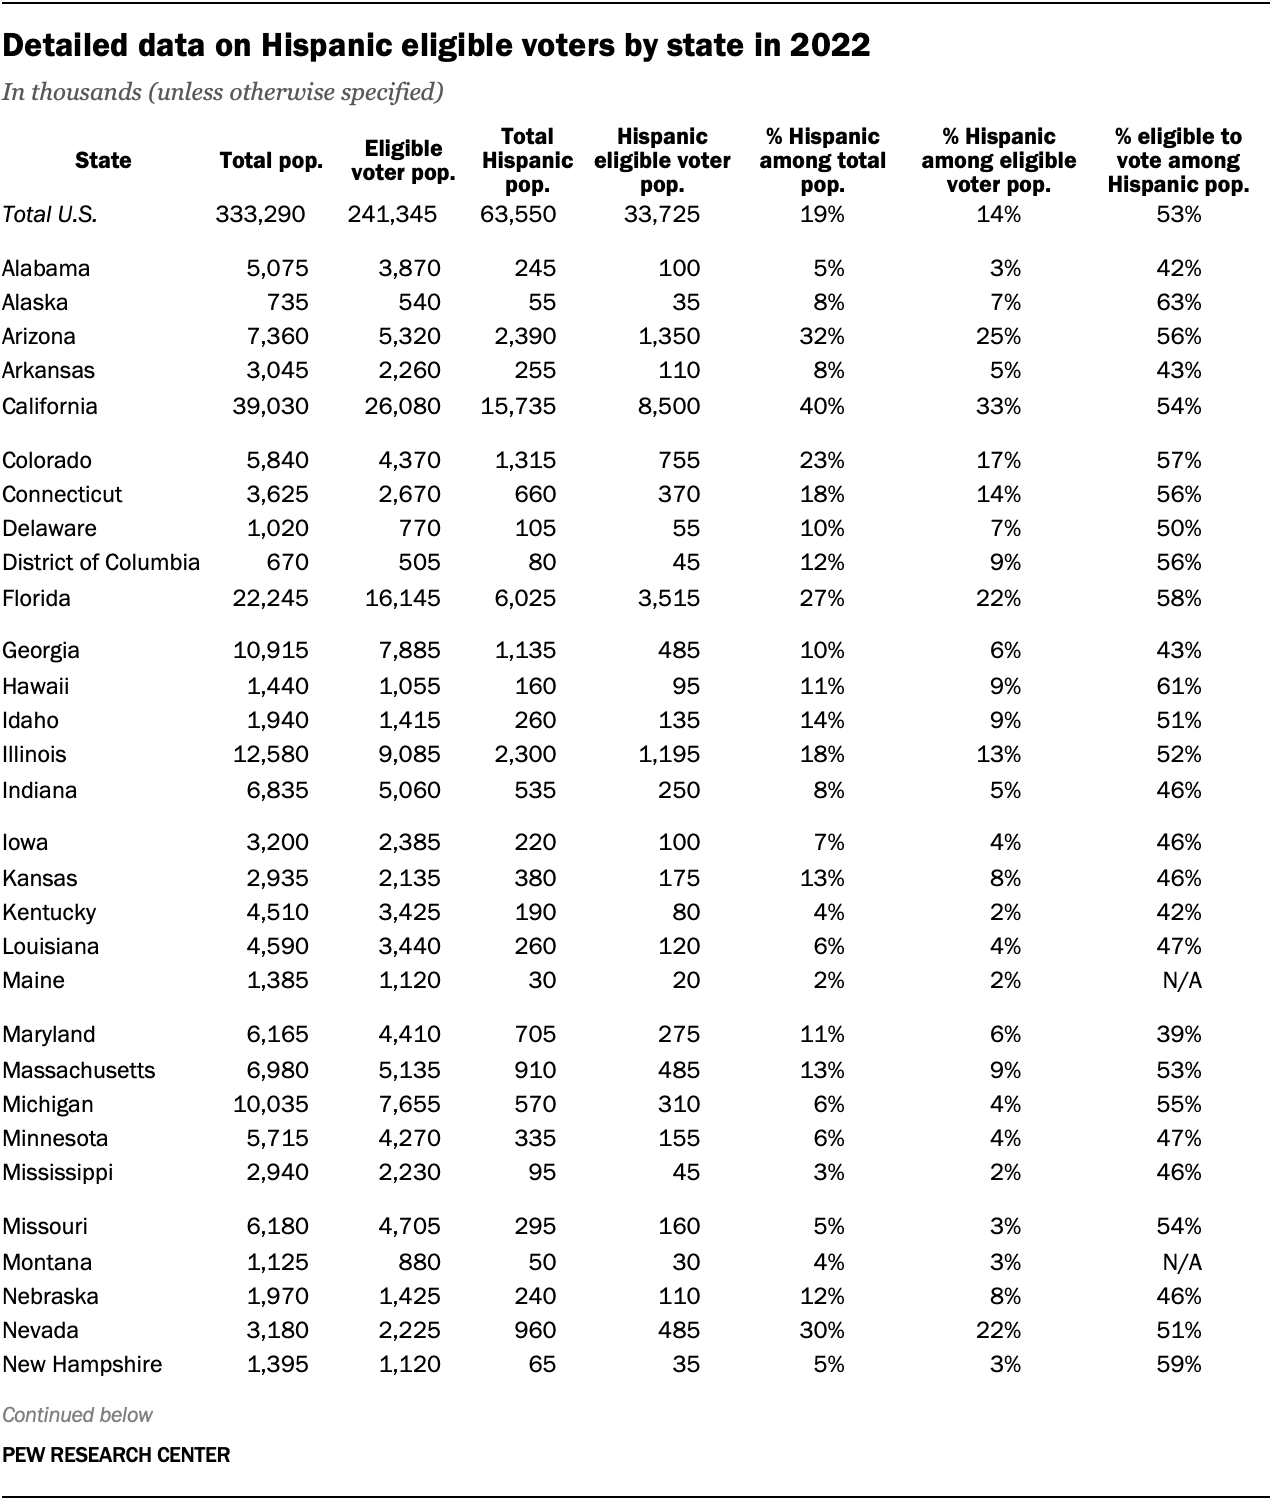 Detailed data on Hispanic eligible voters by state in 2022
In thousands (unless otherwise specified)
State Total pop. Eligible voter pop. Total Hispanic pop. Hispanic eligible voter pop. % Hispanic among total pop. % Hispanic among eligible voter pop. % eligible to vote among Hispanic pop.
Total U.S. 333,290 241,345 63,550 33,725 19% 14% 53%
Alabama 5,075 3,870 245 100 5% 3% 42%
Alaska 735 540 55 35 8% 7% 63%
Arizona 7,360 5,320 2,390 1,350 32% 25% 56%
Arkansas 3,045 2,260 255 110 8% 5% 43%
California 39,030 26,080 15,735 8,500 40% 33% 54%
Colorado 5,840 4,370 1,315 755 23% 17% 57%
Connecticut 3,625 2,670 660 370 18% 14% 56%
Delaware 1,020 770 105 55 10% 7% 50%
District of Columbia 670 505 80 45 12% 9% 56%
Florida 22,245 16,145 6,025 3,515 27% 22% 58%
Georgia 10,915 7,885 1,135 485 10% 6% 43%
Hawaii 1,440 1,055 160 95 11% 9% 61%
Idaho 1,940 1,415 260 135 14% 9% 51%
Illinois 12,580 9,085 2,300 1,195 18% 13% 52%
Indiana 6,835 5,060 535 250 8% 5% 46%
Iowa 3,200 2,385 220 100 7% 4% 46%
Kansas 2,935 2,135 380 175 13% 8% 46%
Kentucky 4,510 3,425 190 80 4% 2% 42%
Louisiana 4,590 3,440 260 120 6% 4% 47%
Maine 1,385 1,120 30 20 2% 2% N/A
Maryland 6,165 4,410 705 275 11% 6% 39%
Massachusetts 6,980 5,135 910 485 13% 9% 53%
Michigan 10,035 7,655 570 310 6% 4% 55%
Minnesota 5,715 4,270 335 155 6% 4% 47%
Mississippi 2,940 2,230 95 45 3% 2% 46%
Missouri 6,180 4,705 295 160 5% 3% 54%
Montana 1,125 880 50 30 4% 3% N/A
Nebraska 1,970 1,425 240 110 12% 8% 46%
Nevada 3,180 2,225 960 485 30% 22% 51%
New Hampshire 1,395 1,120 65 35 5% 3% 59%
Continued below
PEW RESEARCH CENTER